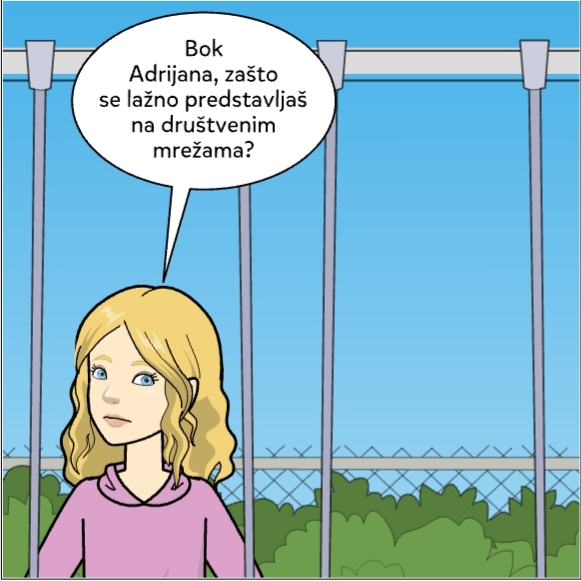 Bok
Adrijana, zašto
se lažno predstavljaš
na društvenim
mrežama?